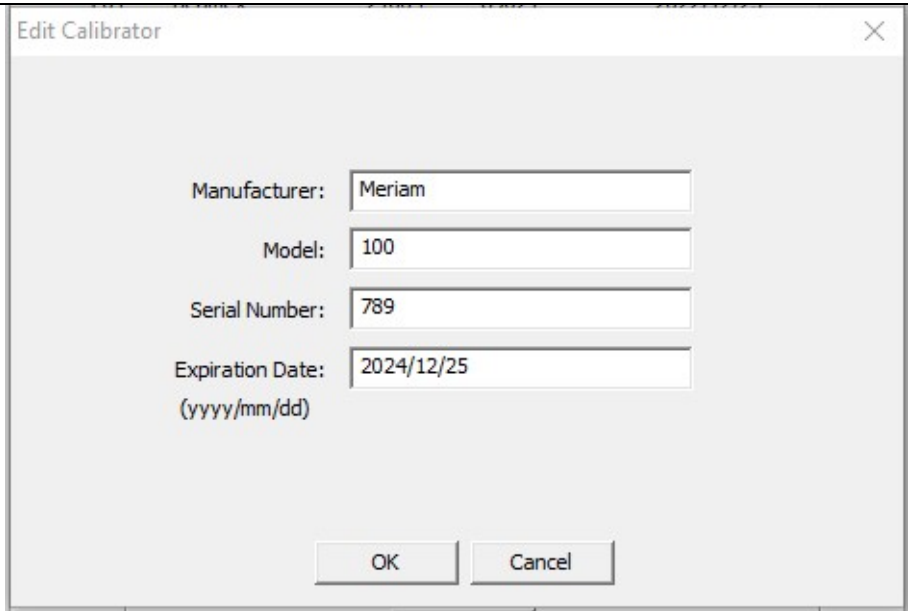 Edit Calibrator
Manufacturer: Meriam
Model: 100
Serial Number: 789
Expiration Date: 2024/12/25
(yyyy/mm/dd)
OK Cancel